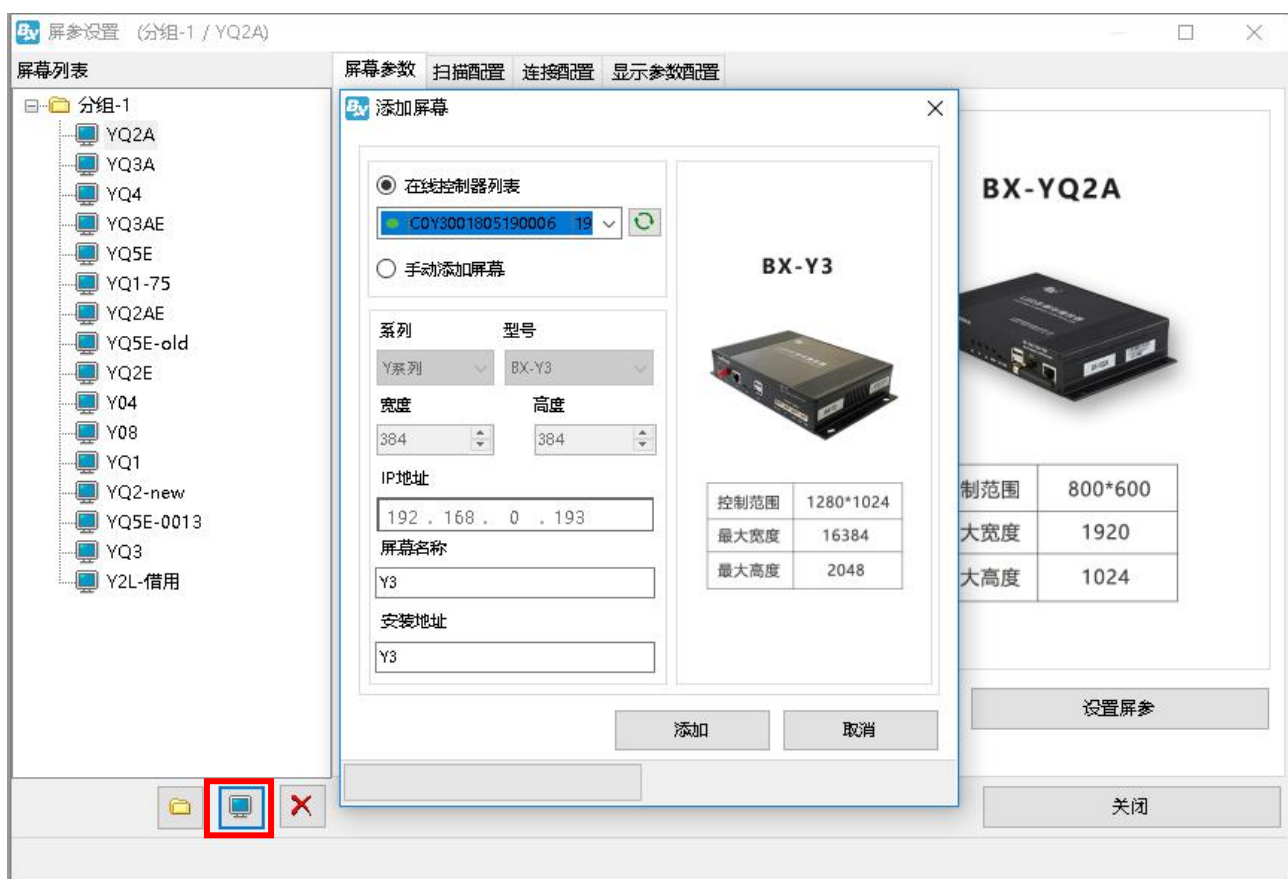 BX 屏参设置 (分组-1 / YQ2A)
屏幕列表
分组-1
YQ2A
YQ3A
YQ4
YQ3AE
YQ5E
YQ1-75
YQ2AE
YQ5E-old
YQ2E
Y04
Y08
YQ1
YQ2-new
YQ5E-0013
YQ3
Y2L-借用
屏幕参数 扫描配置 连接配置 显示参数配置
BX 添加屏幕
在线控制器列表
C0Y3001805190006 19
手动添加屏幕
系列 型号
Y系列 BX-Y3
宽度 高度
384 384
IP地址
192 . 168 . 0 . 193
屏幕名称
Y3
安装地址
Y3
BX-Y3
控制范围 1280*1024
最大宽度 16384
最大高度 2048
添加 取消
BX-YQ2A
制范围 800*600
大宽度 1920
大高度 1024
设置屏参
关闭